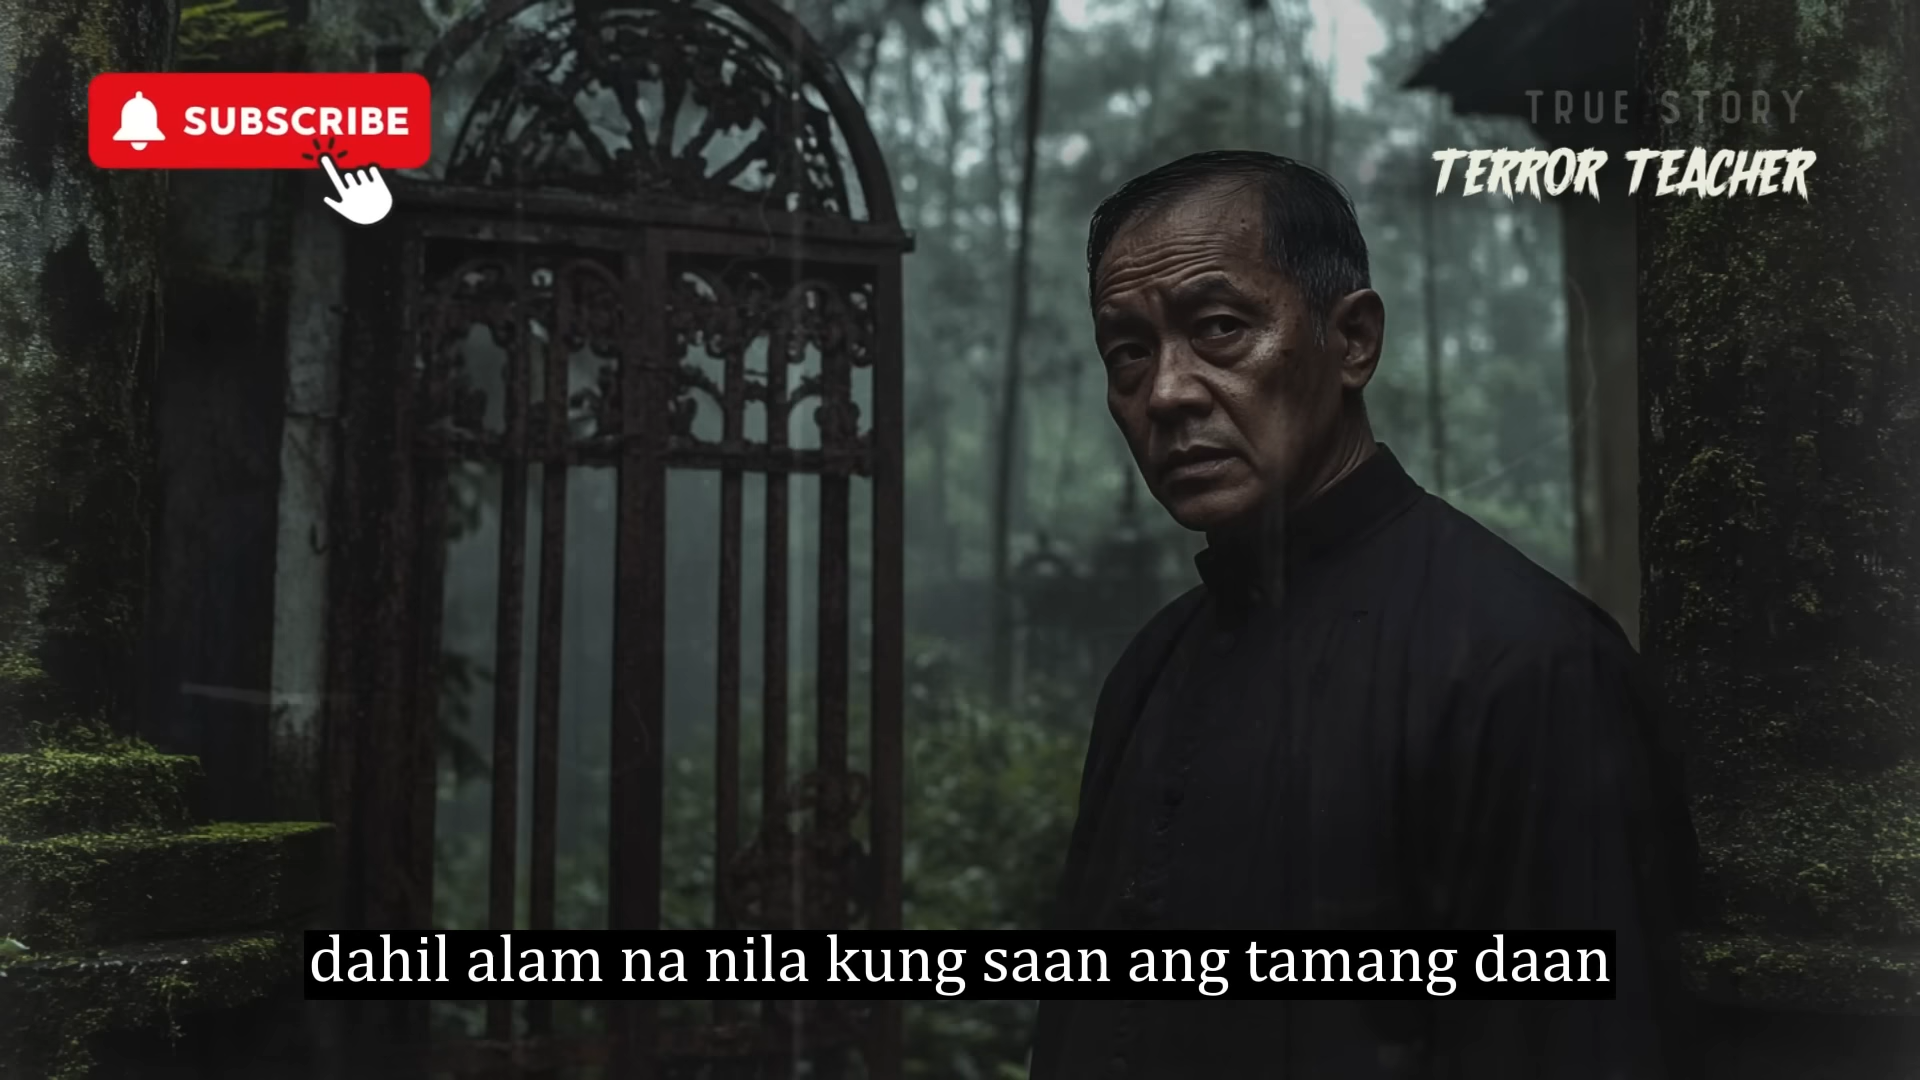 SUBSCRIBE
TRUE STORY
TERROR TEACHER
dahil alam na nila kung saan ang tamang daan